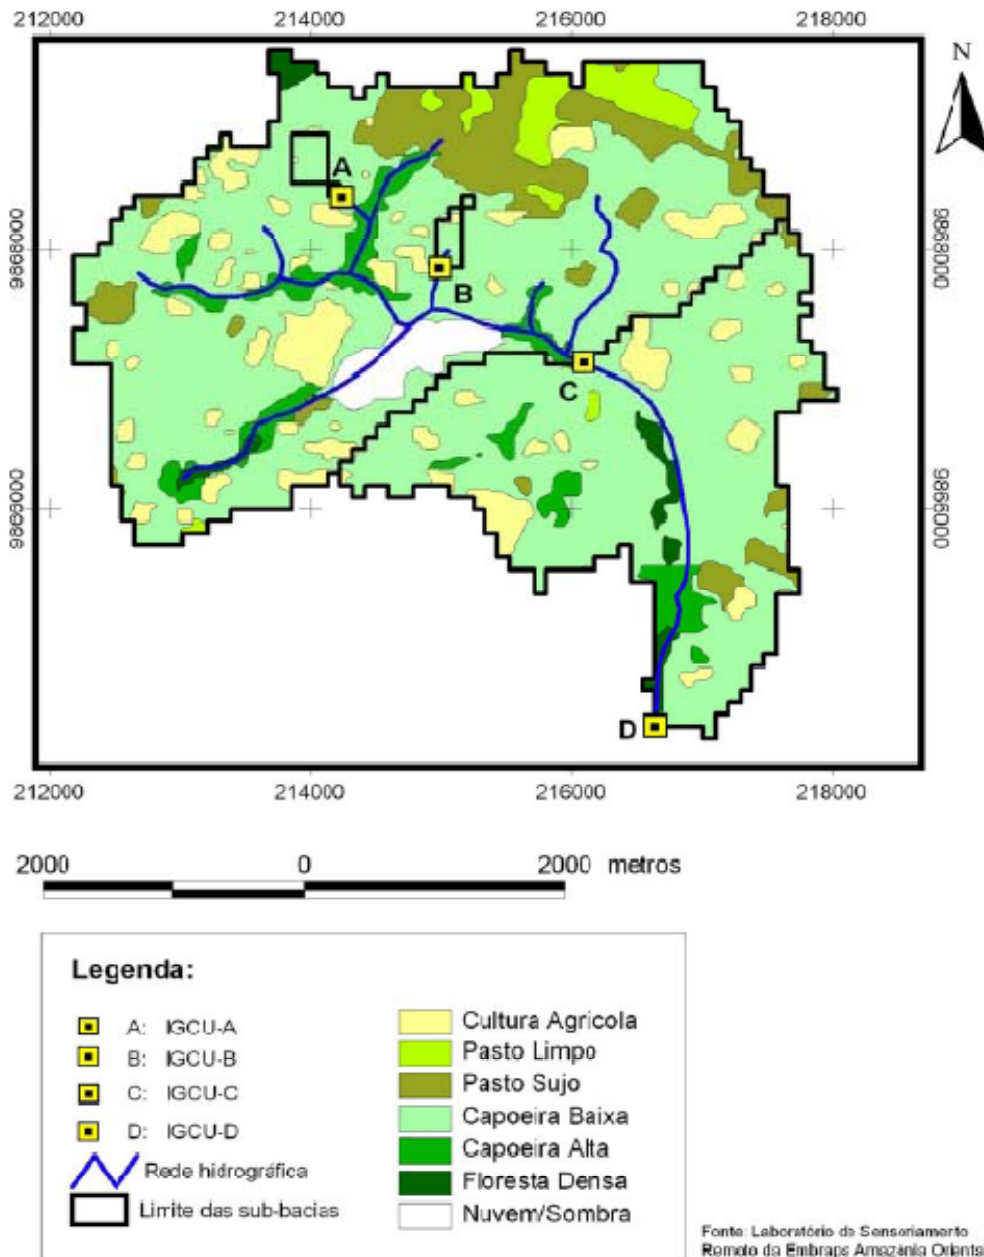 212000 214000 216000 218000
N
A
9868000 9868000
B
C
9866000 9866000
D
212000 214000 216000 218000
2000 0 2000 metros
Legenda:
A: IGCU-A
B: IGCU-B
C: IGCU-C
D: IGCU-D
Rede hidrográfica
Limite das sub-bacias
Cultura Agricola
Pasto Limpo
Pasto Sujo
Capoeira Baixa
Capoeira Alta
Floresta Densa
Nuvem/Sombra
Fonte: Laboratório de Sensoriamento
Remoto da Embrapa Amazânia Oriental